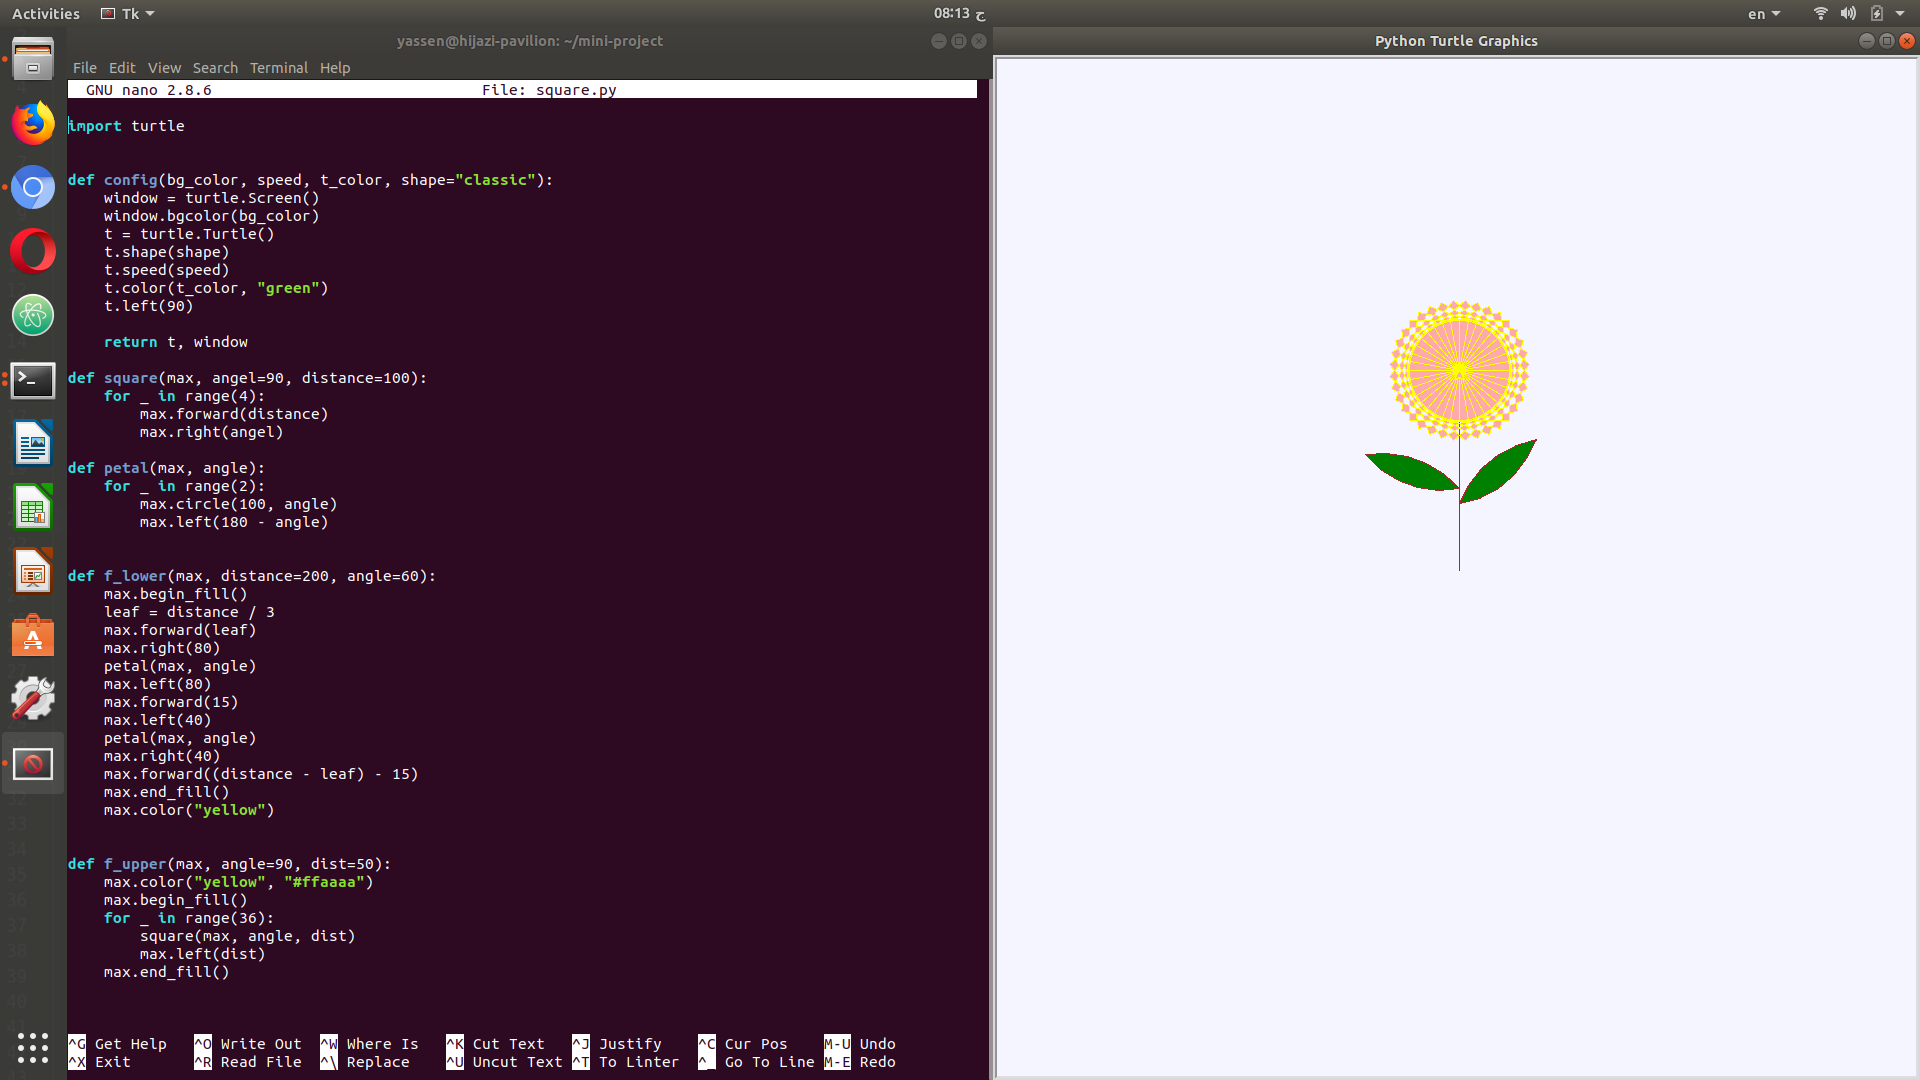 Activities Tk 08:13 ح en
yassen@hijazi-pavilion: ~/mini-project
Python Turtle Graphics
File Edit View Search Terminal Help
GNU nano 2.8.6 File: square.py
import turtle
def config(bg_color, speed, t_color, shape="classic"):
    window = turtle.Screen()
    window.bgcolor(bg_color)
    t = turtle.Turtle()
    t.shape(shape)
    t.speed(speed)
    t.color(t_color, "green")
    t.left(90)
    return t, window
def square(max, angel=90, distance=100):
    for _ in range(4):
        max.forward(distance)
        max.right(angel)
def petal(max, angle):
    for _ in range(2):
        max.circle(100, angle)
        max.left(180 - angle)
def f_lower(max, distance=200, angle=60):
    max.begin_fill()
    leaf = distance / 3
    max.forward(leaf)
    max.right(80)
    petal(max, angle)
    max.left(80)
    max.forward(15)
    max.left(40)
    petal(max, angle)
    max.right(40)
    max.forward((distance - leaf) - 15)
    max.end_fill()
    max.color("yellow")
def f_upper(max, angle=90, dist=50):
    max.color("yellow", "#ffaaaa")
    max.begin_fill()
    for _ in range(36):
        square(max, angle, dist)
        max.left(dist)
    max.end_fill()
^G Get Help ^O Write Out ^W Where Is ^K Cut Text ^J Justify ^C Cur Pos M-U Undo
^X Exit ^R Read File ^\ Replace ^U Uncut Text ^T To Linter ^_ Go To Line M-E Redo